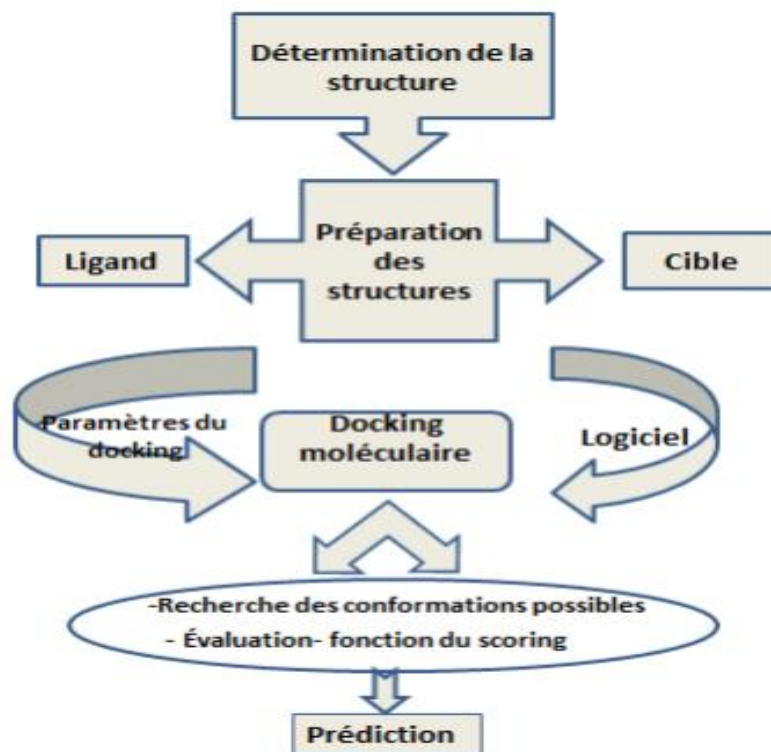 Détermination de la
structure
Préparation
des
structures
Ligand
Cible
Paramètres du
docking
Docking
moléculaire
Logiciel
-Recherche des conformations possibles
- Évaluation- fonction du scoring
Prédiction